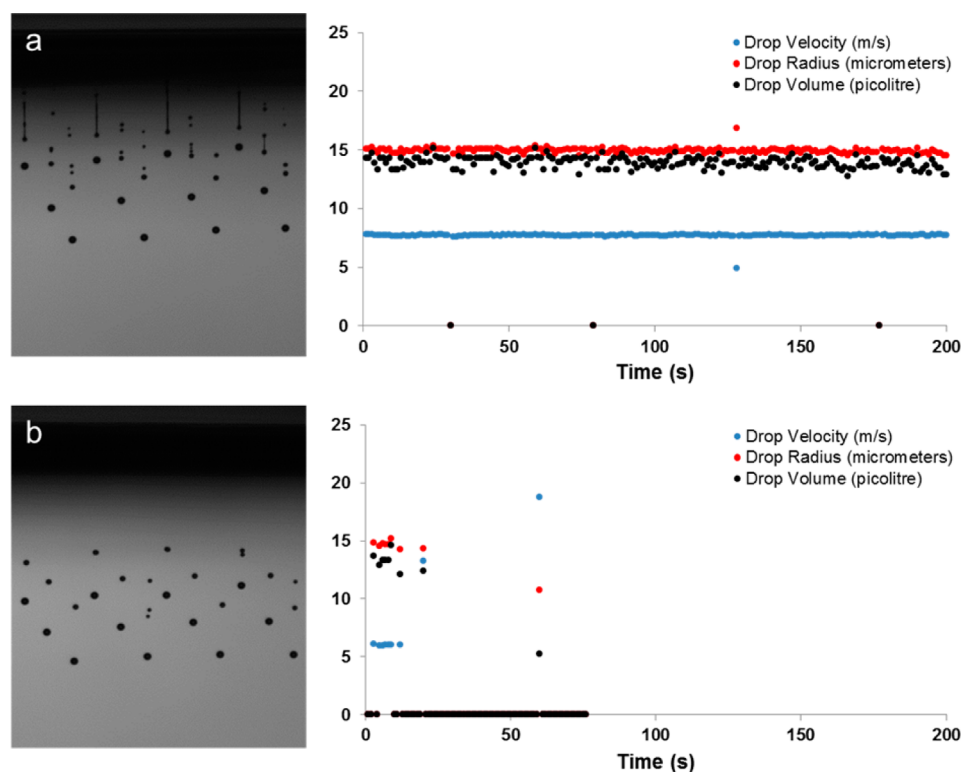 a
25
20
15
10
5
0
0 50 100 150 200
Time (s)
Drop Velocity (m/s)
Drop Radius (micrometers)
Drop Volume (picolitre)
b
25
20
15
10
5
0
0 50 100 150 200
Time (s)
Drop Velocity (m/s)
Drop Radius (micrometers)
Drop Volume (picolitre)